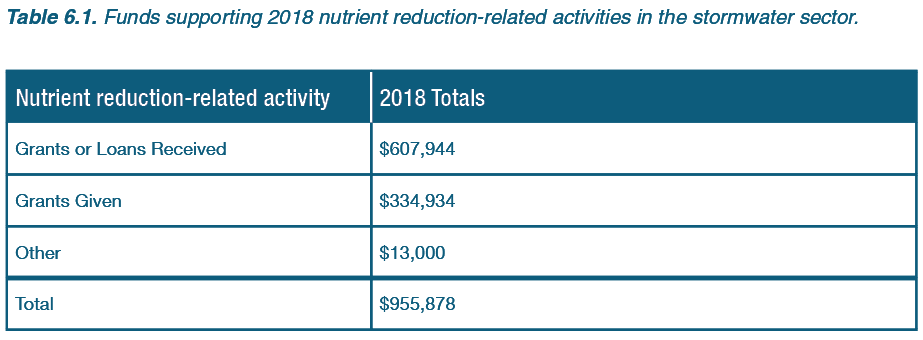 Table 6.1. Funds supporting 2018 nutrient reduction-related activities in the stormwater sector.
Nutrient reduction-related activity 2018 Totals
Grants or Loans Received $607,944
Grants Given $334,934
Other $13,000
Total $955,878